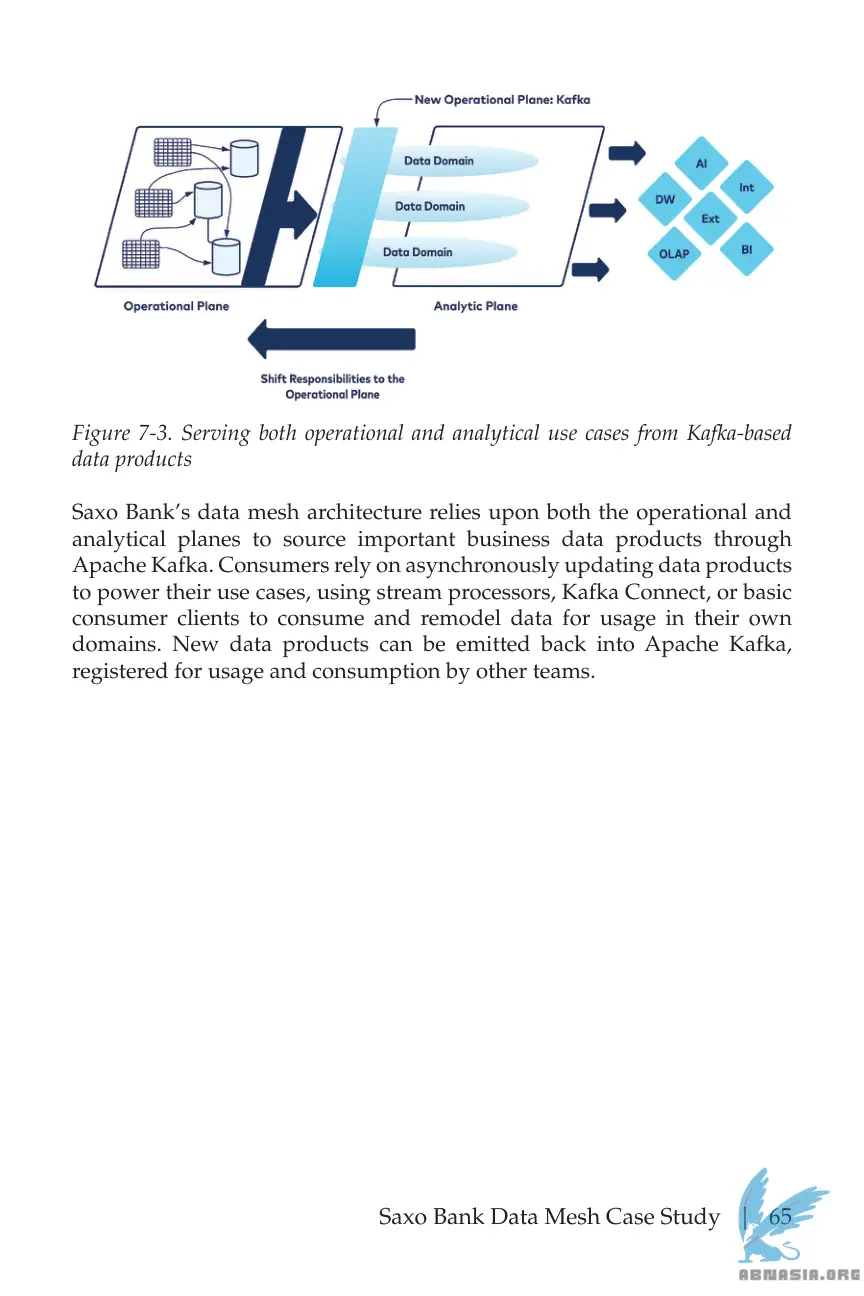 New Operational Plane: Kafka
Data Domain
Data Domain
Data Domain
AI
Int
DW
Ext
OLAP
BI
Operational Plane
Analytic Plane
Shift Responsibilities to the
Operational Plane
Figure 7-3. Serving both operational and analytical use cases from Kafka-based
data products
Saxo Bank’s data mesh architecture relies upon both the operational and
analytical planes to source important business data products through
Apache Kafka. Consumers rely on asynchronously updating data products
to power their use cases, using stream processors, Kafka Connect, or basic
consumer clients to consume and remodel data for usage in their own
domains. New data products can be emitted back into Apache Kafka,
registered for usage and consumption by other teams.
Saxo Bank Data Mesh Case Study | 65
ABNASIA.ORG